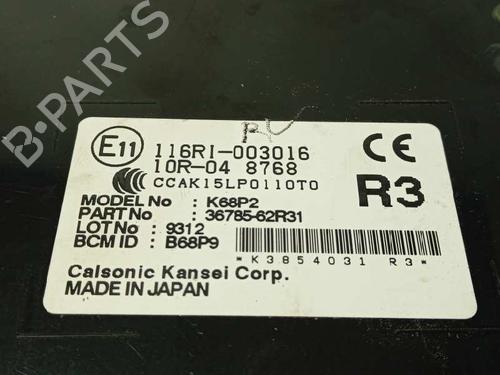 RV
E11
116RI-003016
10R-04 8768
CCAK15LP0110T0
CE
R3
MODEL No : K68P2
PART No : 36785-62R31
LOT No : 9312
BCM ID : B68P9
*K3854031 R3*
Calsonic Kansei Corp.
MADE IN JAPAN
B-PARTS